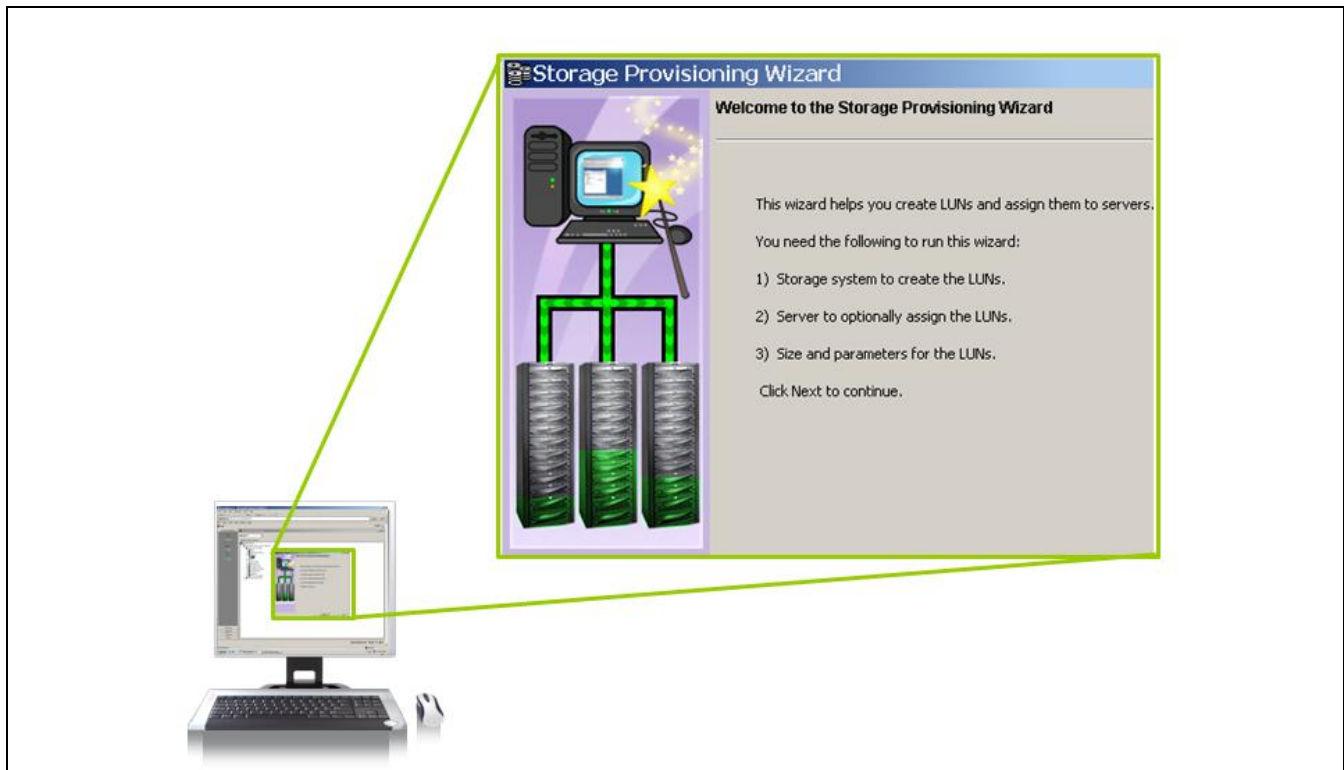 Storage Provisioning Wizard
Welcome to the Storage Provisioning Wizard
This wizard helps you create LUNs and assign them to servers.
You need the following to run this wizard:
1) Storage system to create the LUNs.
2) Server to optionally assign the LUNs.
3) Size and parameters for the LUNs.
Click Next to continue.